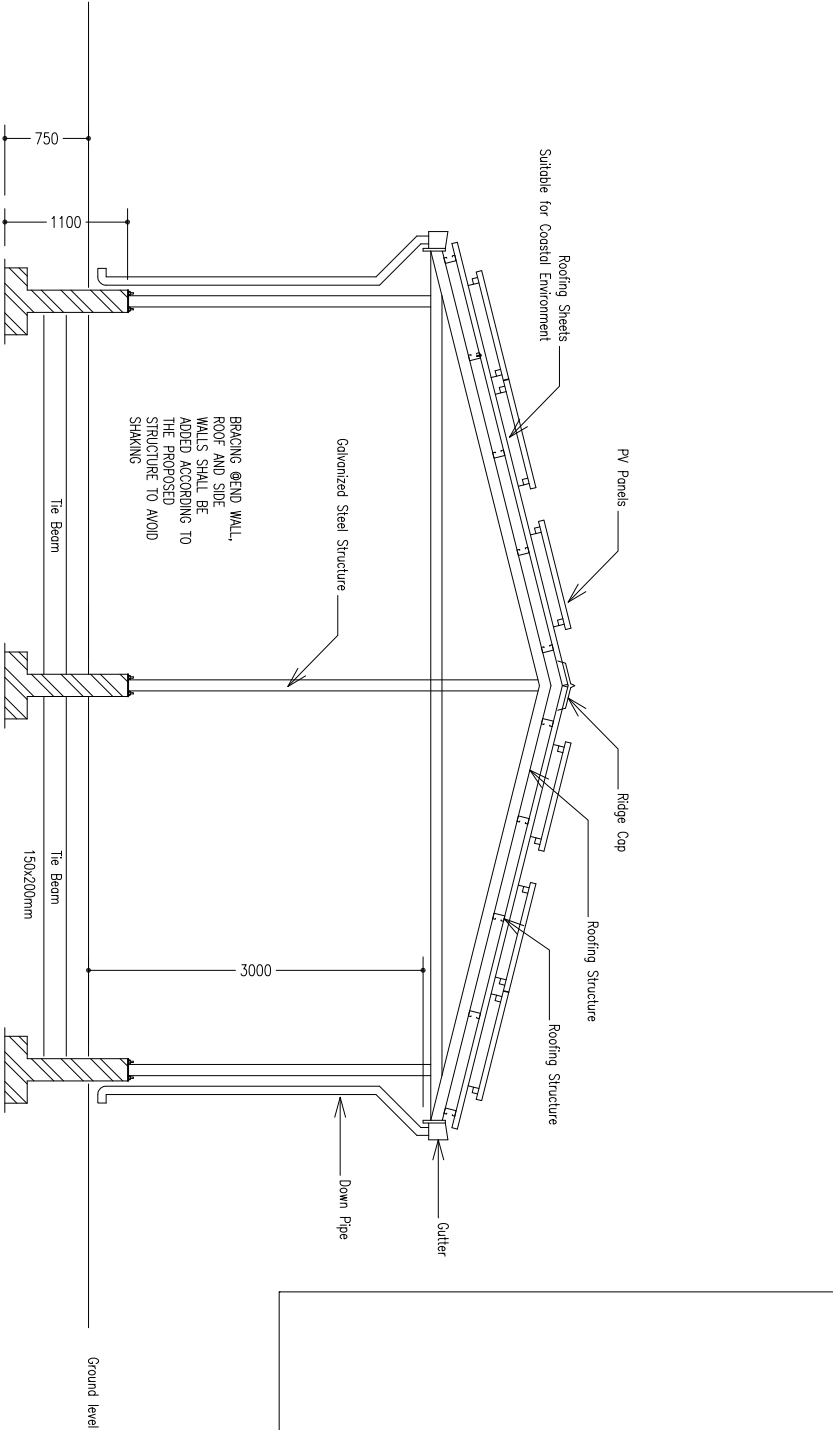 PV Panels
Ridge Cap
Roofing Structure
Roofing Sheets
Suitable for Coastal Environment
Roofing Structure
Gutter
Galvanized Steel Structure
Down Pipe
3000
BRACING @END WALL,
ROOF AND SIDE
WALLS SHALL BE
ADDED ACCORDING TO
THE PROPOSED
STRUCTURE TO AVOID
SHAKING
Ground level
750
1100
Tie Beam
Tie Beam
150x200mm